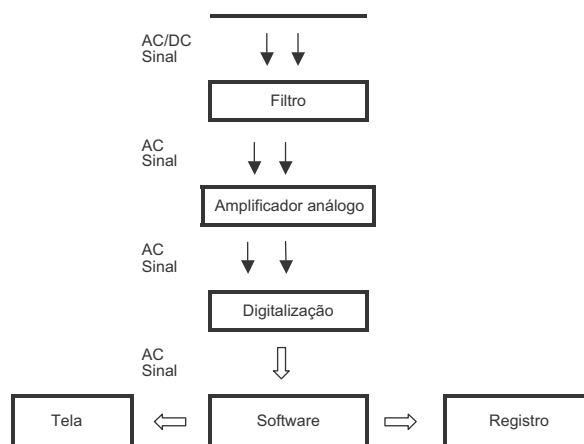 AC/DC
Sinal
Filtro
AC
Sinal
Amplificador análogo
AC
Sinal
Digitalização
AC
Sinal
Tela
Software
Registro